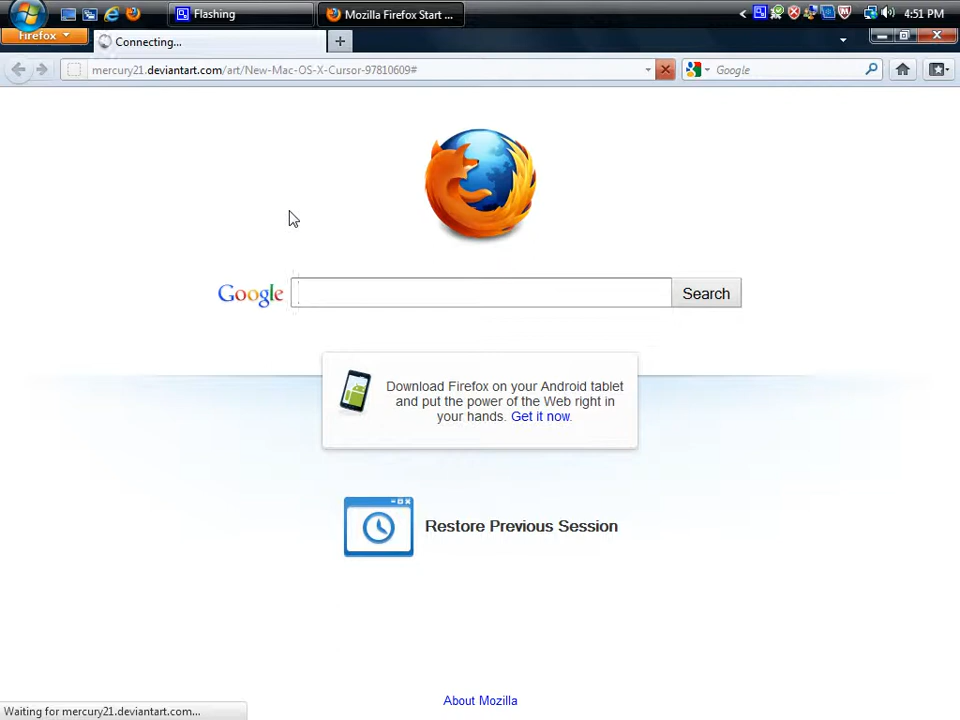 Flashing
Mozilla Firefox Start ...
4:51 PM
Firefox
Connecting...
mercury21.deviantart.com/art/New-Mac-OS-X-Cursor-97810609#
Google
Google
Search
Download Firefox on your Android tablet
and put the power of the Web right in
your hands. Get it now.
Restore Previous Session
About Mozilla
Waiting for mercury21.deviantart.com...